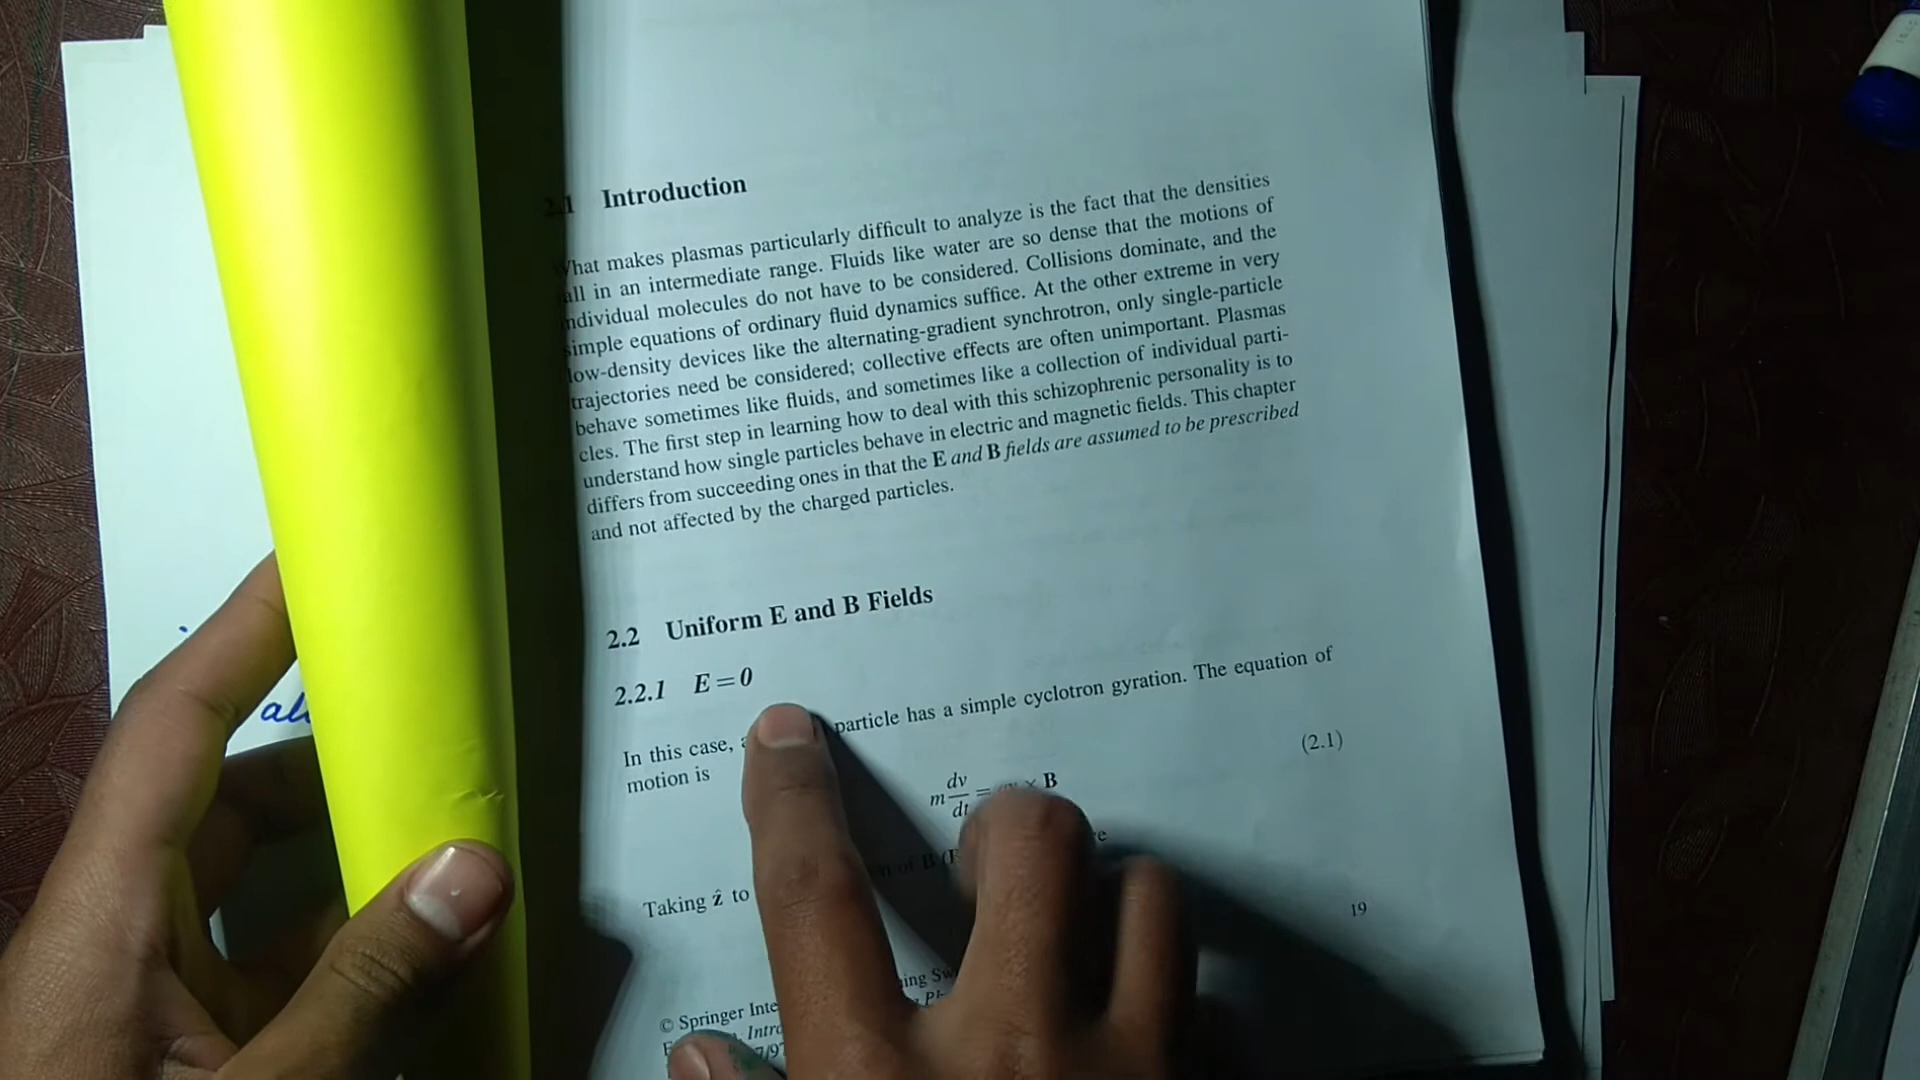 2.1 Introduction
What makes plasmas particularly difficult to analyze is the fact that the densities
all in an intermediate range. Fluids like water are so dense that the motions of
ndividual molecules do not have to be considered. Collisions dominate, and the
simple equations of ordinary fluid dynamics suffice. At the other extreme in very
low-density devices like the alternating-gradient synchrotron, only single-particle
trajectories need be considered; collective effects are often unimportant. Plasmas
behave sometimes like fluids, and sometimes like a collection of individual parti-
cles. The first step in learning how to deal with this schizophrenic personality is to
understand how single particles behave in electric and magnetic fields. This chapter
differs from succeeding ones in that the E and B fields are assumed to be prescribed
and not affected by the charged particles.
2.2 Uniform E and B Fields
2.2.1 E=0
In this case, particle has a simple cyclotron gyration. The equation of
motion is
m dv/dt = qv × B (2.1)
Taking ẑ to of B
19
© Springer Inte